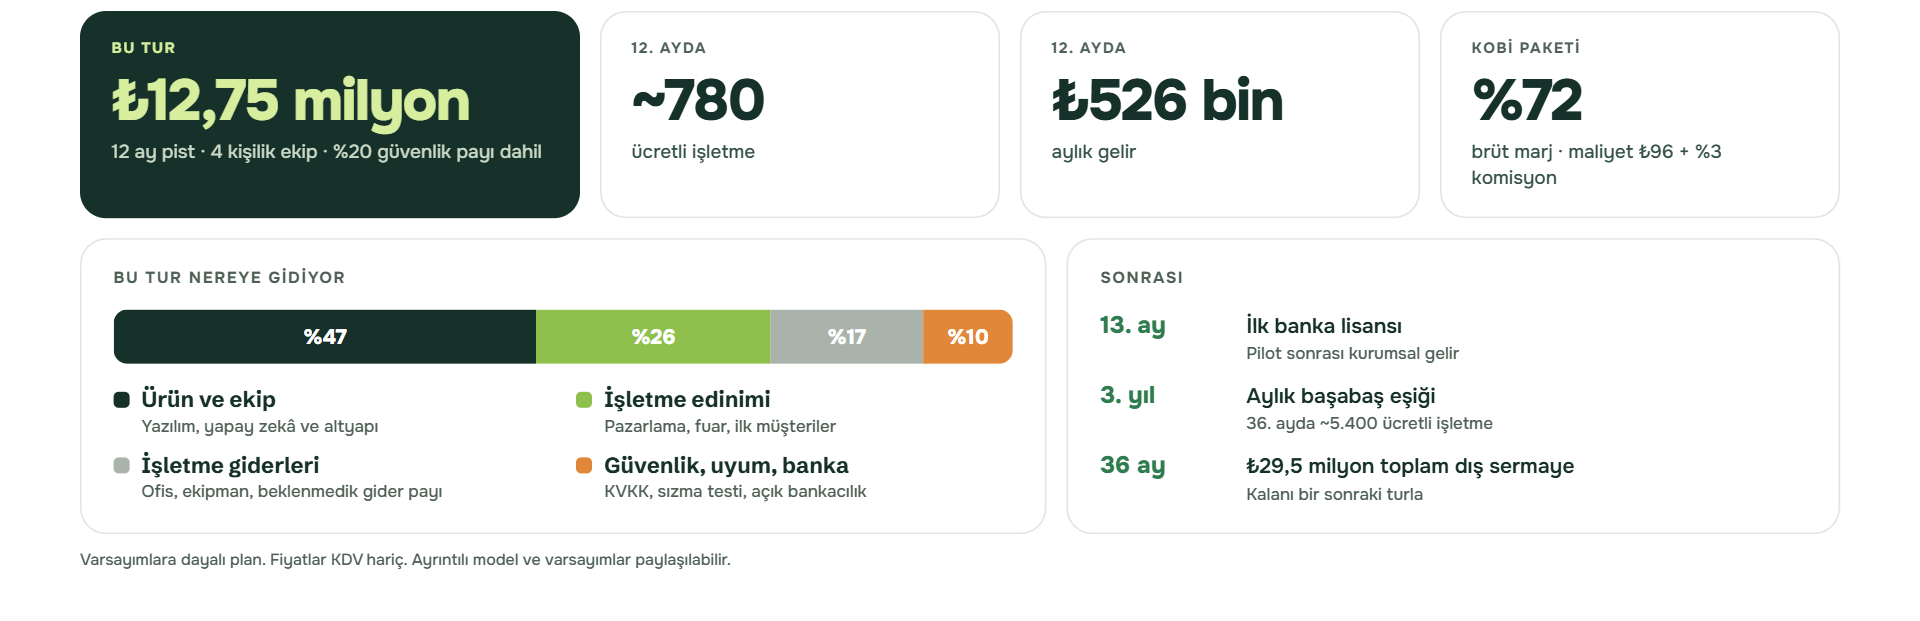 BU TUR
₺12,75 milyon
12 ay pist · 4 kişilik ekip · %20 güvenlik payı dahil
12. AYDA
~780
ücretli işletme
12. AYDA
₺526 bin
aylık gelir
KOBİ PAKETİ
%72
brüt marj · maliyet ₺96 + %3
komisyon
BU TUR NEREYE GİDİYOR
%47 %26 %17 %10
Ürün ve ekip
Yazılım, yapay zekâ ve altyapı
İşletme edinimi
Pazarlama, fuar, ilk müşteriler
İşletme giderleri
Ofis, ekipman, beklenmedik gider payı
Güvenlik, uyum, banka
KVKK, sızma testi, açık bankacılık
SONRASI
13. ay İlk banka lisansı
Pilot sonrası kurumsal gelir
3. yıl Aylık başabaş eşiği
36. ayda ~5.400 ücretli işletme
36 ay ₺29,5 milyon toplam dış sermaye
Kalanı bir sonraki turla
Varsayımlara dayalı plan. Fiyatlar KDV hariç. Ayrıntılı model ve varsayımlar paylaşılabilir.